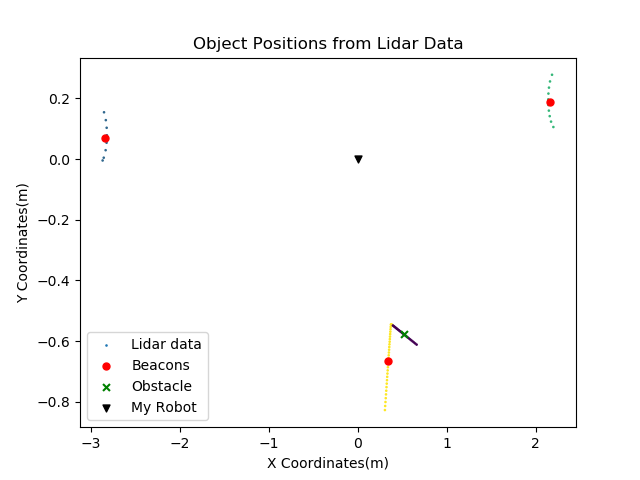 Object Positions from Lidar Data
Y Coordinates(m)
0.2
0.0
−0.2
−0.4
−0.6
−0.8
Lidar data
Beacons
Obstacle
My Robot
−3
−2
−1
0
1
2
X Coordinates(m)